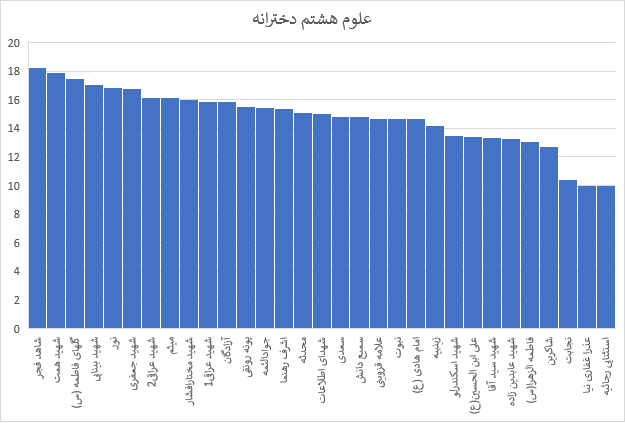 علوم هشتم دخترانه
20
18
16
14
12
10
8
6
4
2
0
شاهد فجر
شهید همت
گلهای فاطمه (س)
شهید بینایی
نور
شهید جعفری
شهید عراقی2
میثم
شهید مختارافشار
شهید عراقی1
آزادگان
پونه رونقی
جوادالئمه
اشرف رهنما
محدثه
شهدای اطلاعات
سعدی
سمیع دانش
علامه قزوینی
نبوت
امام هادی (ع)
زینبیه
شهید اسکندرلو
علی ابن الحسین(ع)
شهید سید آقا
شهید عابدین زاده
فاطمه الزهرا(س)
شاکرین
نجابت
عذرا غفاری نیا
استثنایی رجائیه